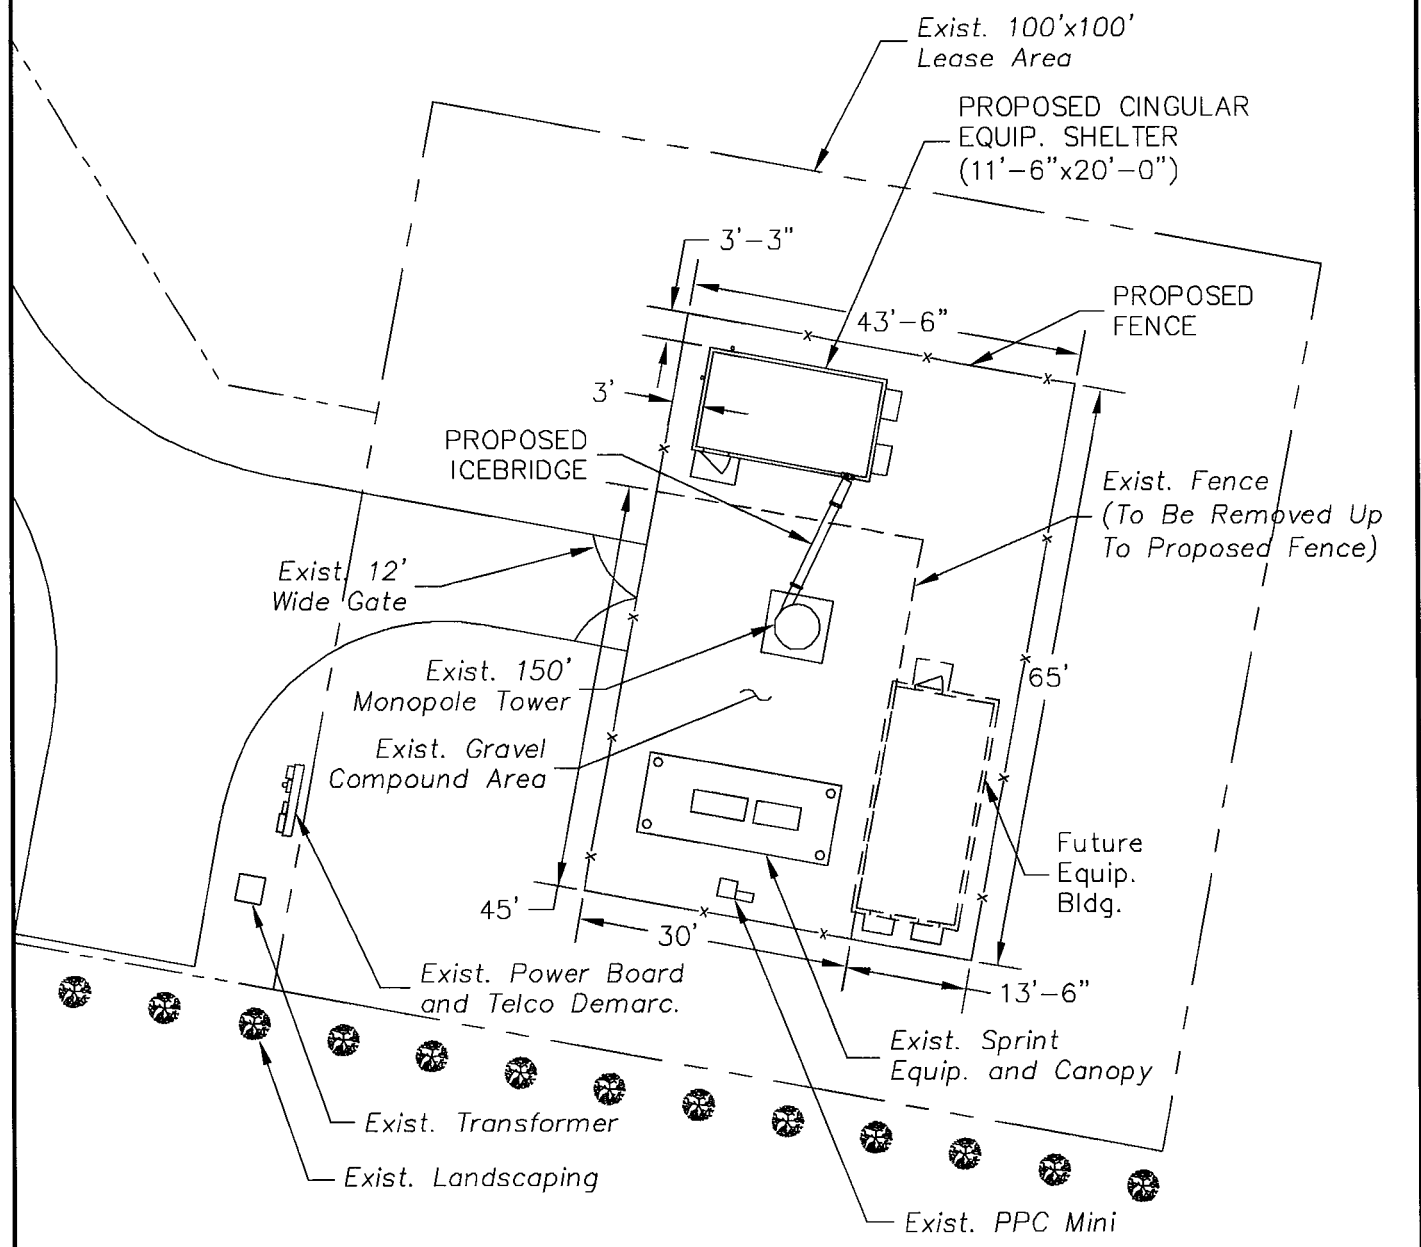 Exist. 100'x100'
Lease Area
PROPOSED CINGULAR
EQUIP. SHELTER
(11'-6"x20'-0")
3'-3"
43'-6"
PROPOSED
FENCE
3'
PROPOSED
ICEBRIDGE
Exist. Fence
(To Be Removed Up
To Proposed Fence)
Exist. 12'
Wide Gate
Exist. 150'
Monopole Tower
65'
Exist. Gravel
Compound Area
Future
Equip.
Bldg.
45'
30'
13'-6"
Exist. Power Board
and Telco Demarc.
Exist. Sprint
Equip. and Canopy
Exist. Transformer
Exist. Landscaping
Exist. PPC Mini